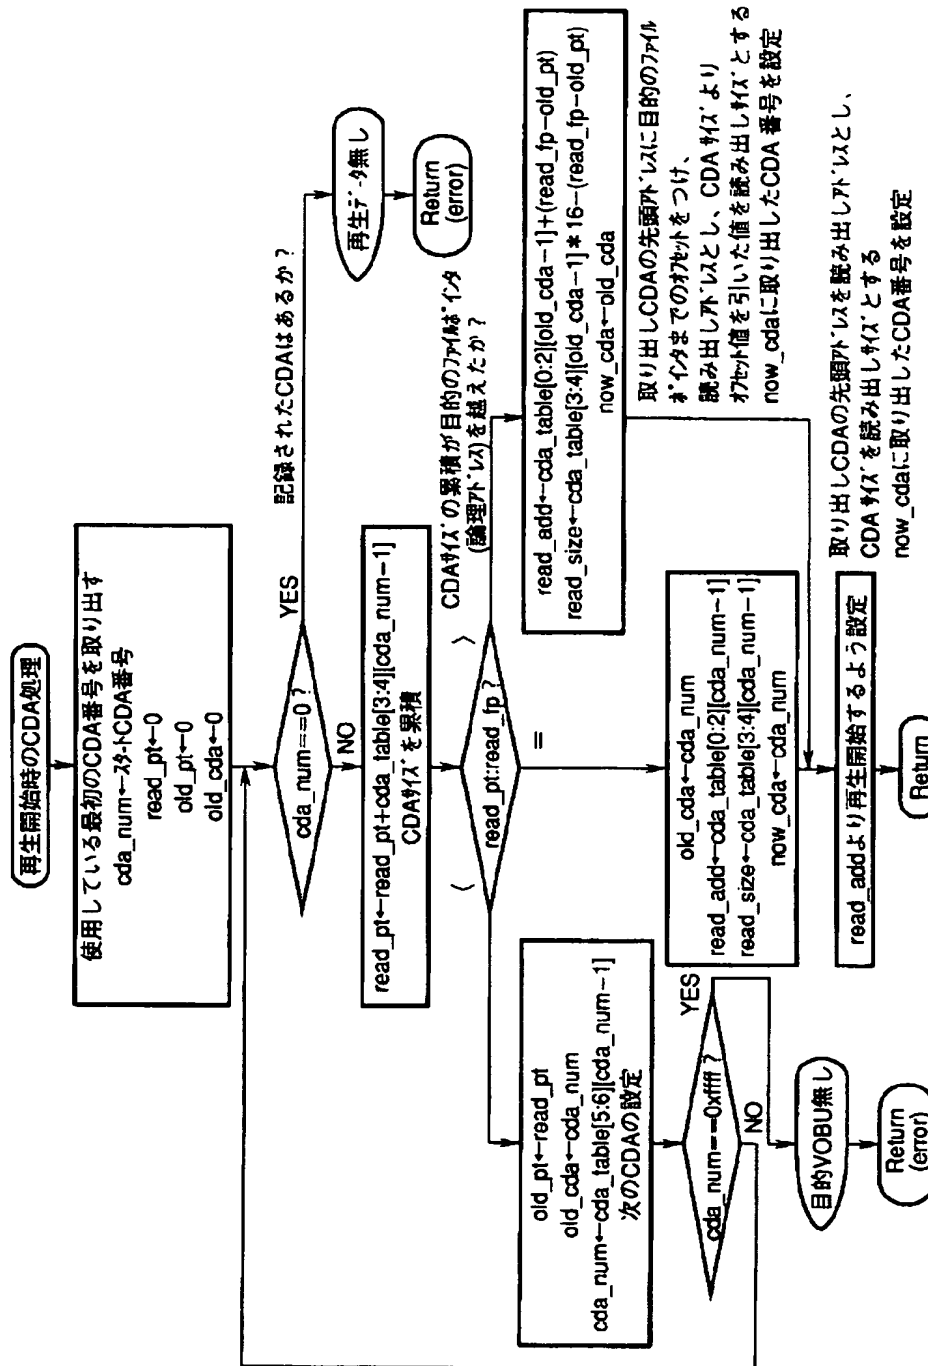 再生開始時のCDA処理
使用している最初のCDA番号を取り出す
cda_num←スタートCDA番号
read_pt←0
old_pt←0
old_cda←0
cda_num==0 ?
YES
記録されたCDAはあるか？
再生データ無し
Return
(error)
NO
read_pt←read_pt+cda_table[3:4][cda_num−1]
CDAサイズを累積
CDAサイズの累積が目的のファイルポインタ
(論理アドレス)を越えたか？
read_pt:read_fp ?
＜
＝
＞
old_pt←read_pt
old_cda←cda_num
cda_num←cda_table[5:6][cda_num−1]
次のCDAの設定
cda_num==0xffff ?
YES
NO
目的VOBU無し
Return
(error)
old_cda←cda_num
read_add←cda_table[0:2][cda_num−1]
read_size←cda_table[3:4][cda_num−1]
now_cda←cda_num
read_add←cda_table[0:2][old_cda−1]+(read_fp−old_pt)
read_size←cda_table[3:4][old_cda−1]*16−(read_fp−old_pt)
now_cda←old_cda
取り出しCDAの先頭アドレスに目的のファイル
ポインタまでのオフセットをつけ、
読み出しアドレスとし、CDAサイズより
オフセット値を引いた値を読み出しサイズとする
now_cdaに取り出したCDA番号を設定
read_addより再生開始するよう設定
取り出しCDAの先頭アドレスを読み出しアドレスとし、
CDAサイズを読み出しサイズとする
now_cdaに取り出したCDA番号を設定
Return